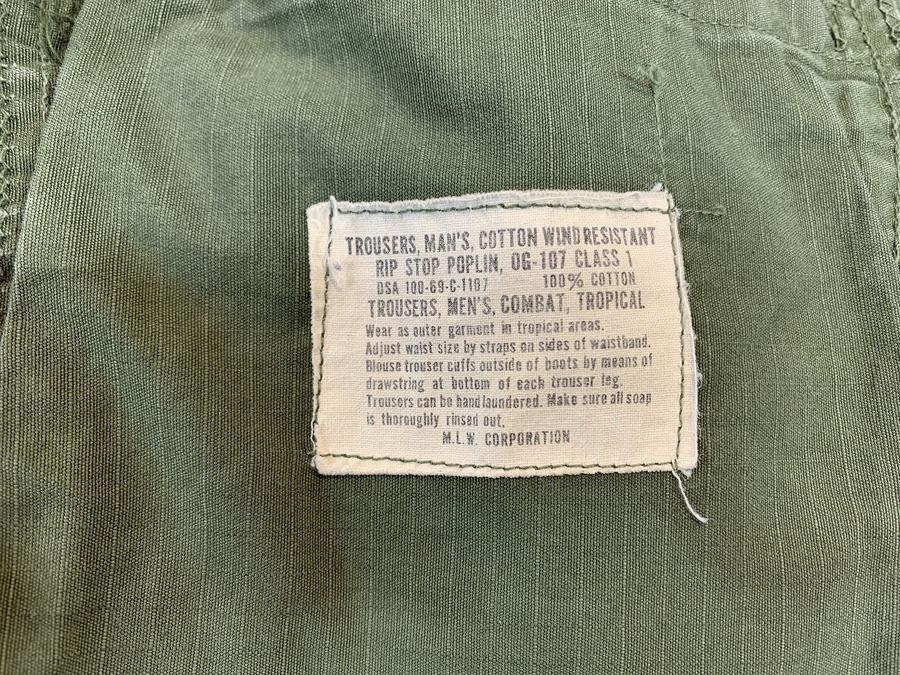 TROUSERS, MAN'S, COTTON WIND RESISTANT
RIP STOP POPLIN, OG-107 CLASS 1
DSA 100-69-C-1107 100% COTTON
TROUSERS, MEN'S, COMBAT, TROPICAL
Wear as outer garment in tropical areas.
Adjust waist size by straps on sides of waistband.
Blouse trouser cuffs outside of boots by means of
drawstring at bottom of each trouser leg.
Trousers can be hand laundered. Make sure all soap
is thoroughly rinsed out.
M.L.W. CORPORATION